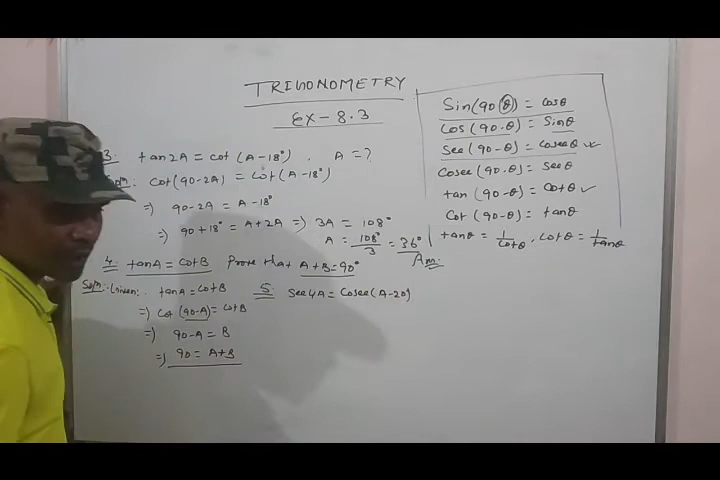 TRIGONOMETRY
EX-8.3
3. tan2A = cot (A-18°) . A = ?
Soln: Cot(90-2A) = Cot(A-18°)
=) 90-2A = A-18°
=) 90+18° = A+2A =) 3A = 108°
A = 108°/3 = 36°
Ans.
4. tanA = CotB prove that A+B=90°
Soln: Given: tanA = CotB
=) Cot (90-A) = CotB
=) 90-A = B
=) 90 = A+B
5. Sec4A = Cosec(A-20)
Sin(90 θ) = Cosθ
Cos(90-θ) = Sinθ
Sec(90-θ) = Cosecθ
Cosec(90-θ) = Secθ
tan (90-θ) = Cotθ ✓
Cot (90-θ) = tanθ
tanθ = 1/Cotθ , Cotθ = 1/tanθ